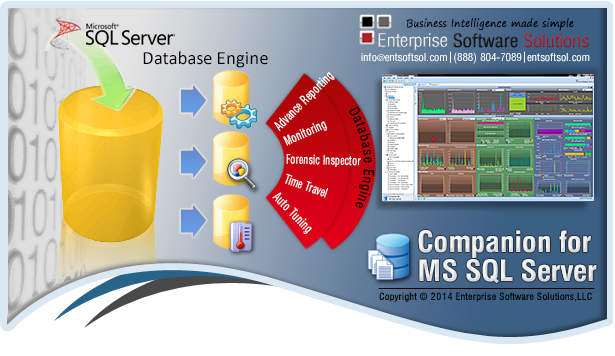 Microsoft®
SQL Server®
Database Engine
Business Intelligence made simple
Enterprise Software Solutions
info@entsoftsol.com|(888) 804-7089|entsoftsol.com
Advance Reporting
Monitoring
Forensic Inspector
Time Travel
Auto Tuning
Database Engine
Companion for
MS SQL Server
Copyright © 2014 Enterprise Software Solutions,LLC